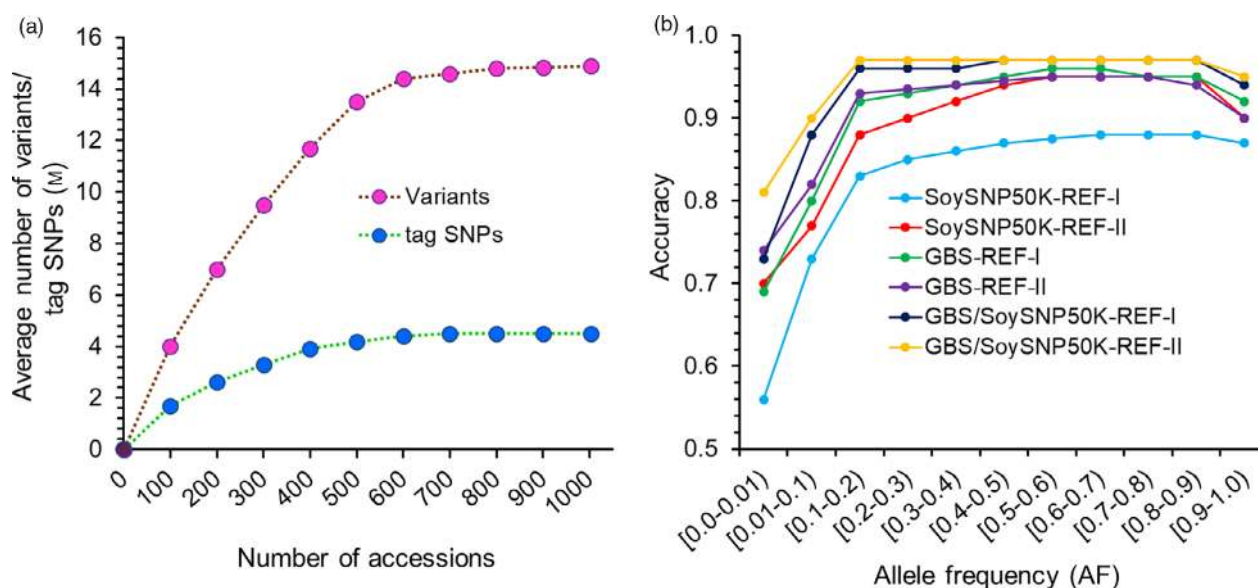 (a)
16
14
12
10
8
6
4
2
0
Average number of variants/
tag SNPs (M)
Variants
tag SNPs
0
100
200
300
400
500
600
700
800
900
1000
Number of accessions
(b)
1.0
0.9
0.8
0.7
0.6
0.5
Accuracy
SoySNP50K-REF-I
SoySNP50K-REF-II
GBS-REF-I
GBS-REF-II
GBS/SoySNP50K-REF-I
GBS/SoySNP50K-REF-II
[0.0-0.01)
[0.01-0.1)
[0.1-0.2)
[0.2-0.3)
[0.3-0.4)
[0.4-0.5)
[0.5-0.6)
[0.6-0.7)
[0.7-0.8)
[0.8-0.9)
[0.9-1.0)
Allele frequency (AF)